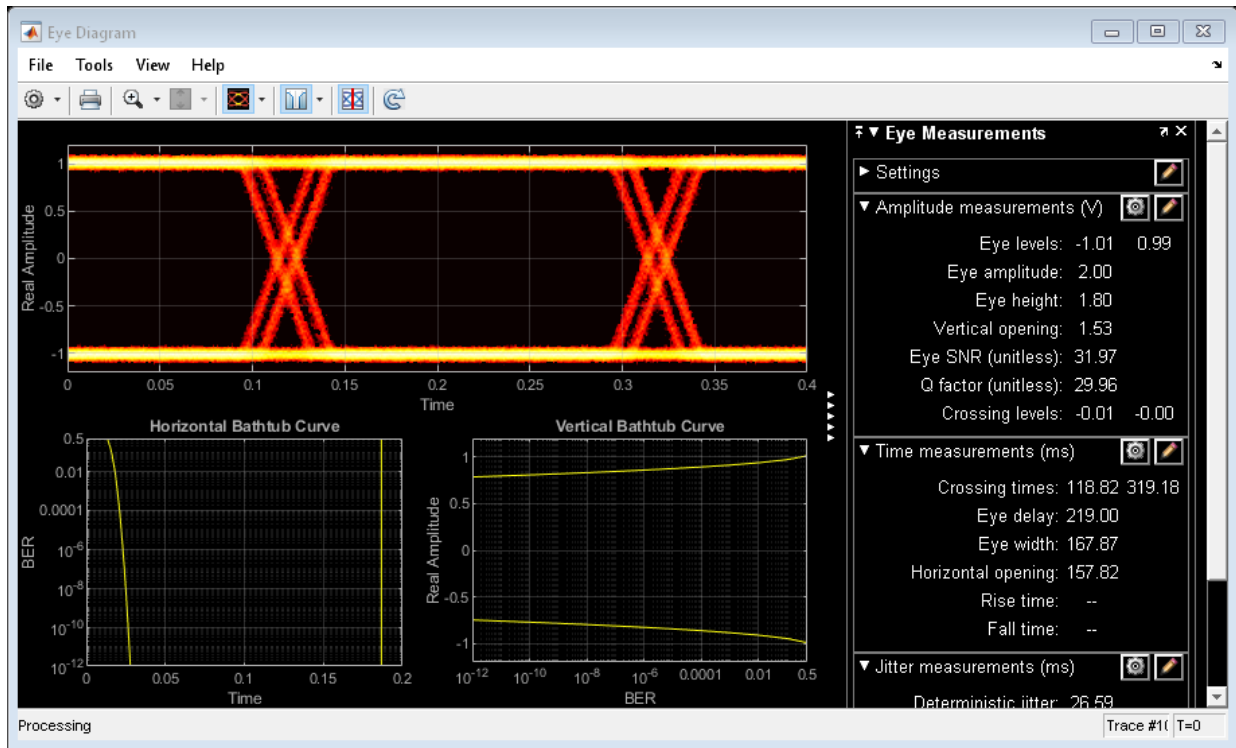 Eye Diagram
File Tools View Help
Real Amplitude
1
0.5
0
-0.5
-1
0 0.05 0.1 0.15 0.2 0.25 0.3 0.35 0.4
Time
Horizontal Bathtub Curve
BER
0.5
0.01
0.0001
10^-6
10^-8
10^-10
10^-12
0 0.05 0.1 0.15 0.2
Time
Vertical Bathtub Curve
Real Amplitude
1
0.5
0
-0.5
-1
10^-12 10^-10 10^-8 10^-6 0.0001 0.01 0.5
BER
Eye Measurements
Settings
Amplitude measurements (V)
Eye levels: -1.01 0.99
Eye amplitude: 2.00
Eye height: 1.80
Vertical opening: 1.53
Eye SNR (unitless): 31.97
Q factor (unitless): 29.96
Crossing levels: -0.01 -0.00
Time measurements (ms)
Crossing times: 118.82 319.18
Eye delay: 219.00
Eye width: 167.87
Horizontal opening: 157.82
Rise time: --
Fall time: --
Jitter measurements (ms)
Deterministic jitter: 26.59
Processing
Trace #1( T=0